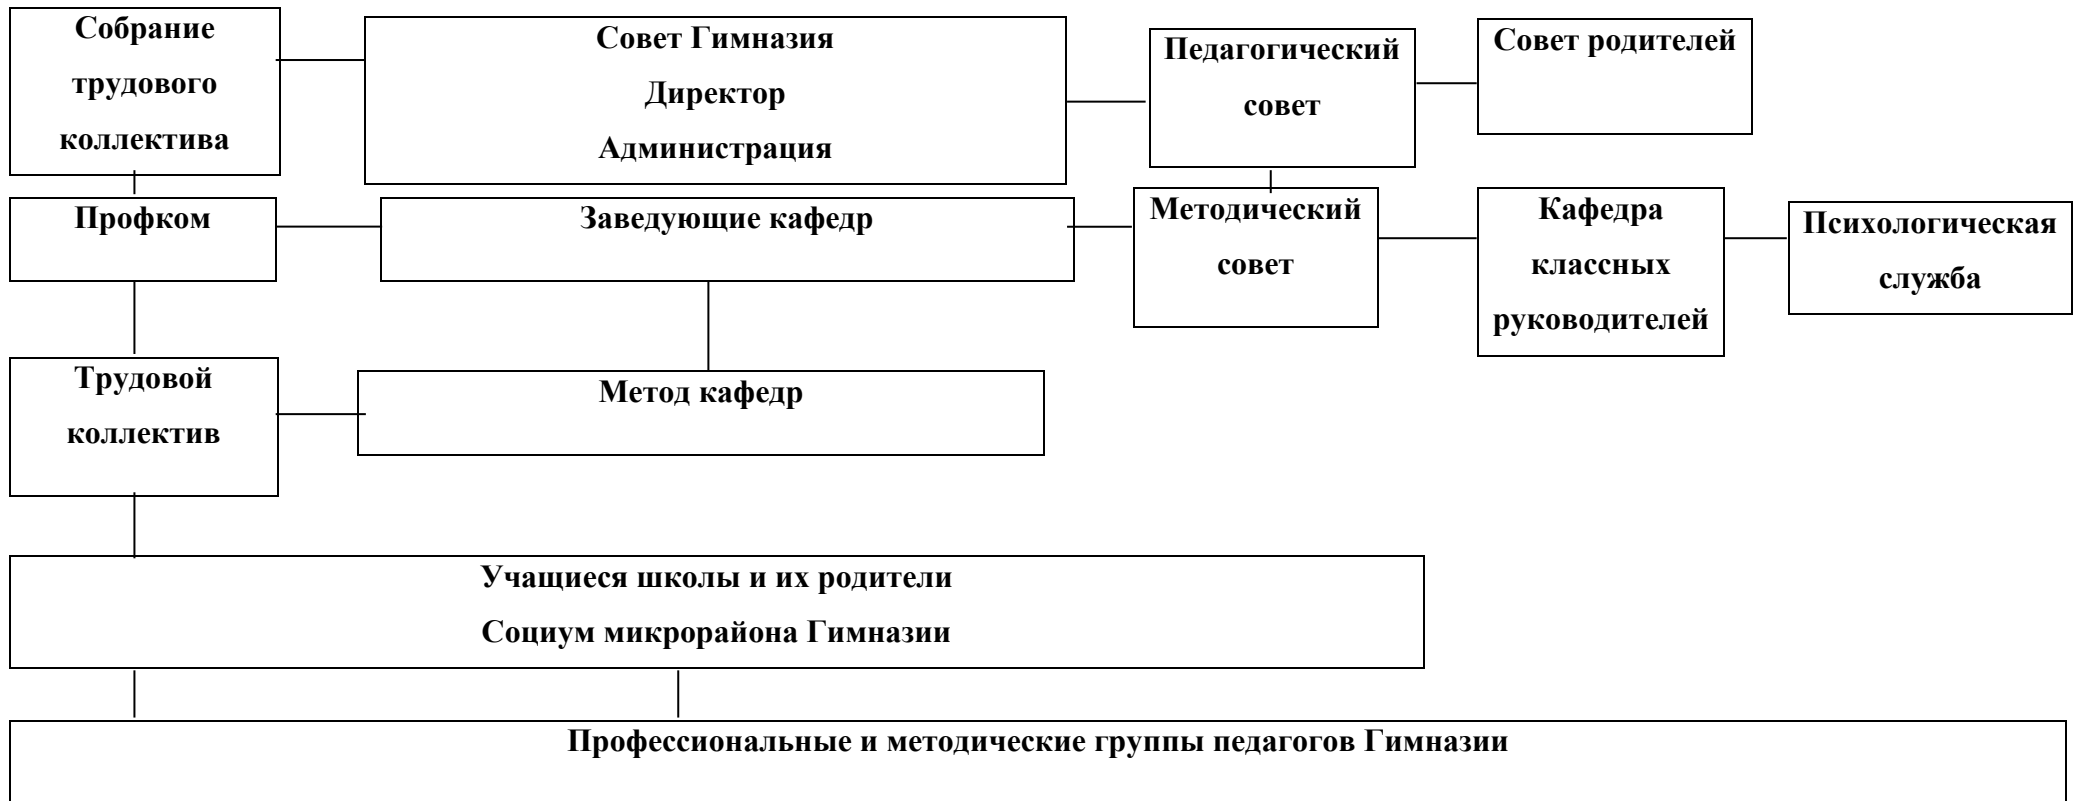 Собрание
трудового
коллектива
Совет Гимназия
Директор
Администрация
Педагогический
совет
Совет родителей
Профком
Заведующие кафедр
Методический
совет
Кафедра
классных
руководителей
Психологическая
служба
Трудовой
коллектив
Метод кафедр
Учащиеся школы и их родители
Социум микрорайона Гимназии
Профессиональные и методические группы педагогов Гимназии